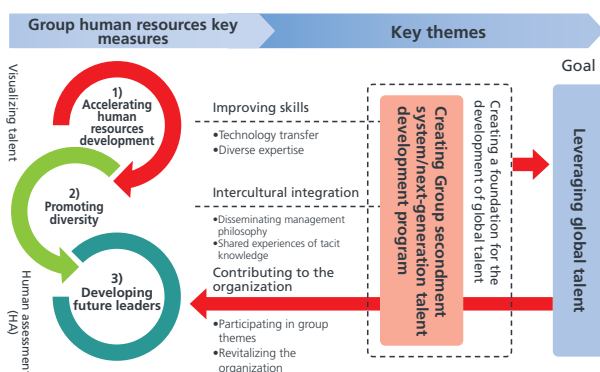 Group human resources key
measures
Key themes
Goal
Visualizing talent
1)
Accelerating
human
resources
development
2)
Promoting
diversity
3)
Developing
future leaders
Human assessment
(HA)
Improving skills
•Technology transfer
•Diverse expertise
Intercultural integration
•Disseminating management
philosophy
•Shared experiences of tacit
knowledge
Contributing to the
organization
•Participating in group
themes
•Revitalizing the
organization
Creating Group secondment
system/next-generation talent
development program
Creating a foundation for the
development of global talent
Leveraging global talent